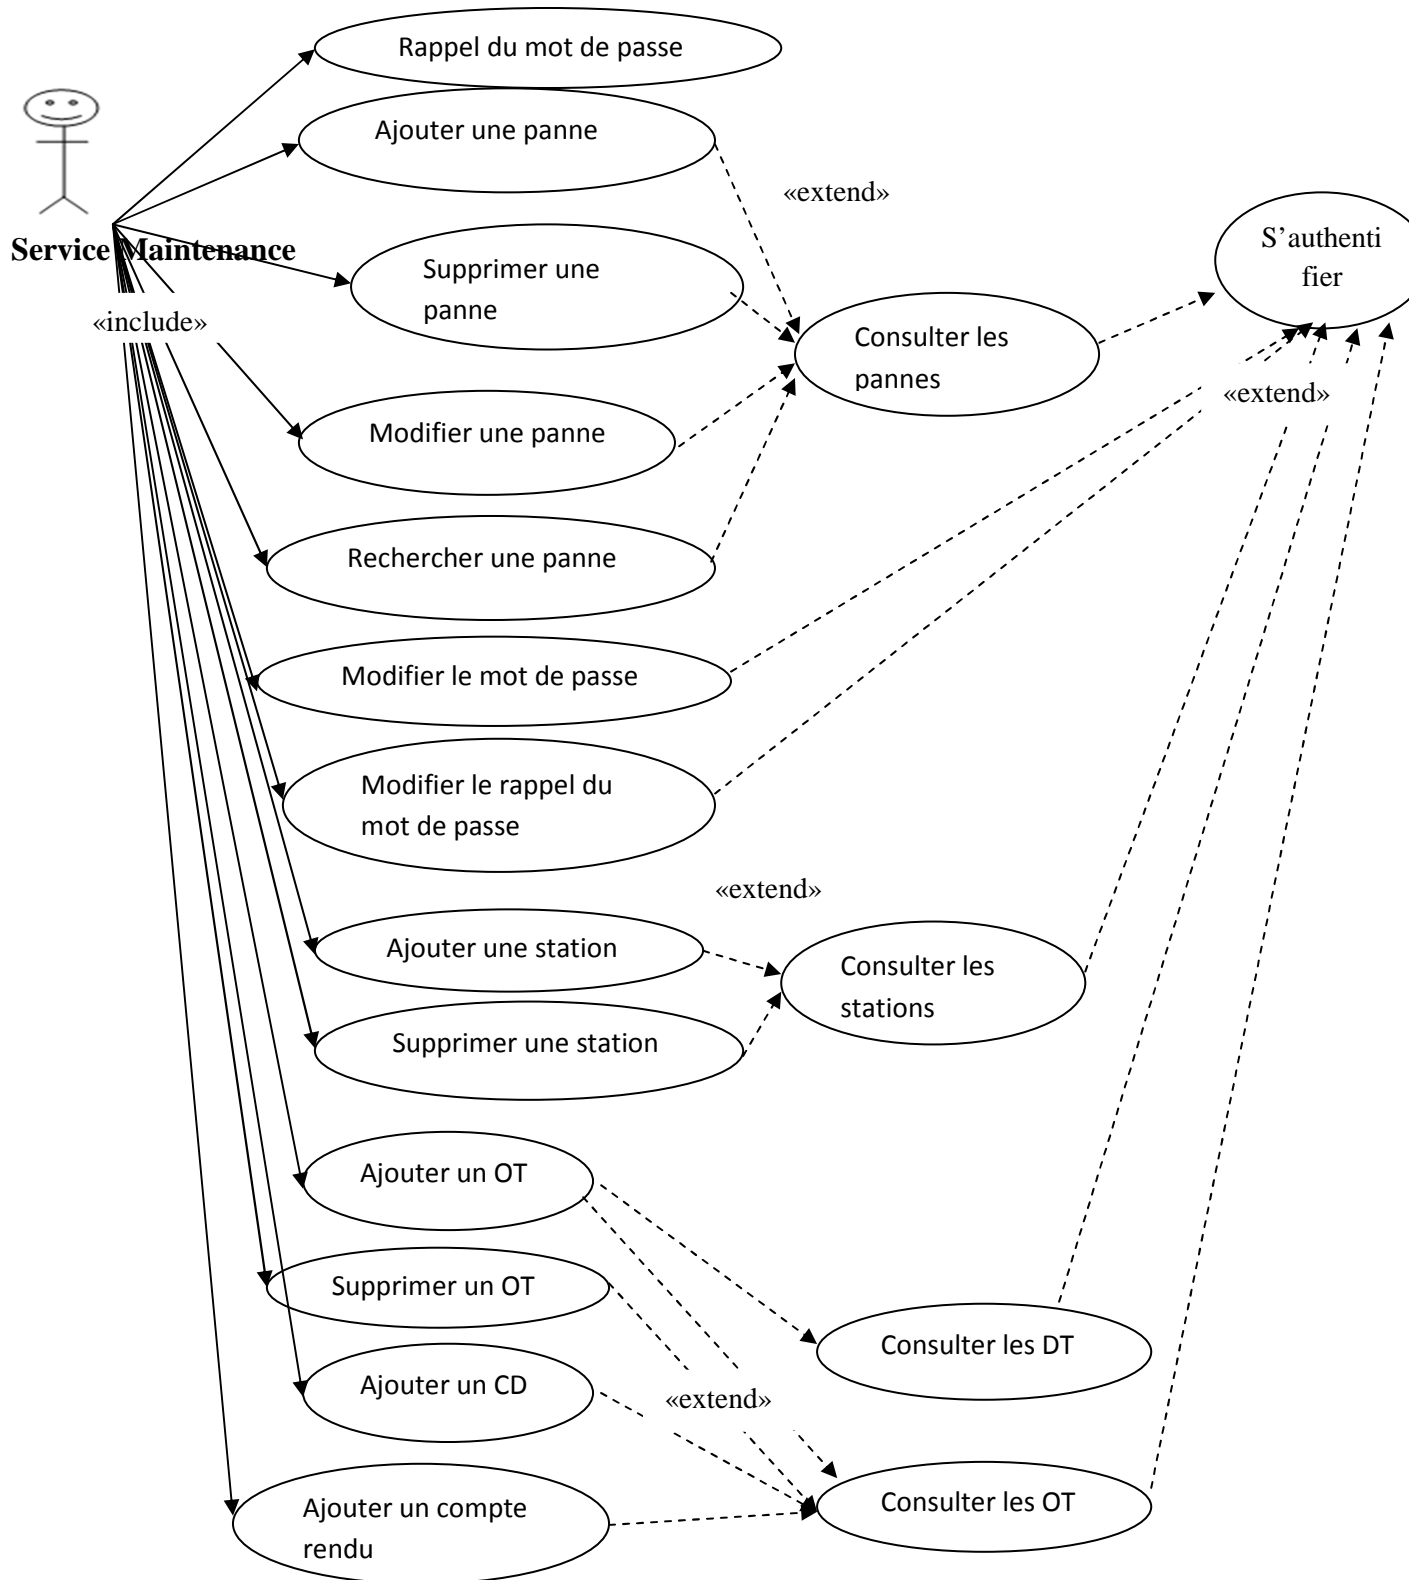 Rappel du mot de passe
Ajouter une panne
«extend»
S’authenti
fier
Service Maintenance
Supprimer une
panne
«include»
Consulter les
pannes
«extend»
Modifier une panne
Rechercher une panne
Modifier le mot de passe
Modifier le rappel du
mot de passe
«extend»
Ajouter une station
Consulter les
stations
Supprimer une station
Ajouter un OT
Supprimer un OT
Consulter les DT
Ajouter un CD
«extend»
Consulter les OT
Ajouter un compte
rendu